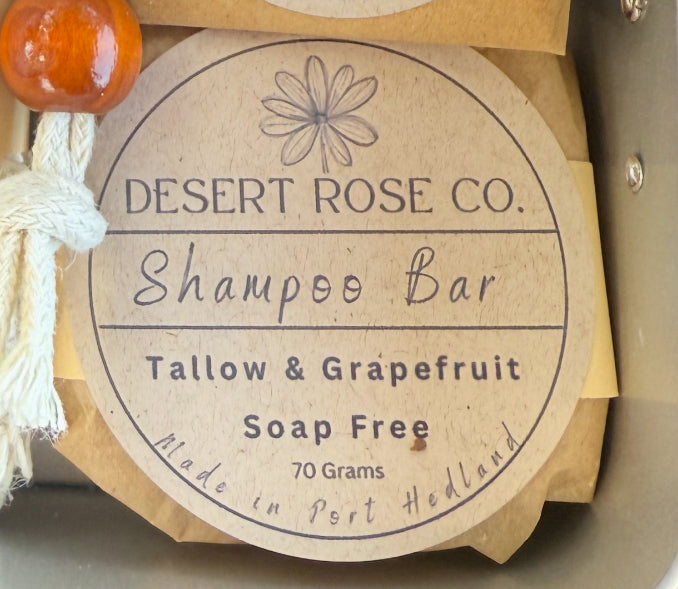 DESERT ROSE CO.
Shampoo Bar
Tallow & Grapefruit
Soap Free
70 Grams
Made in Port Hedland